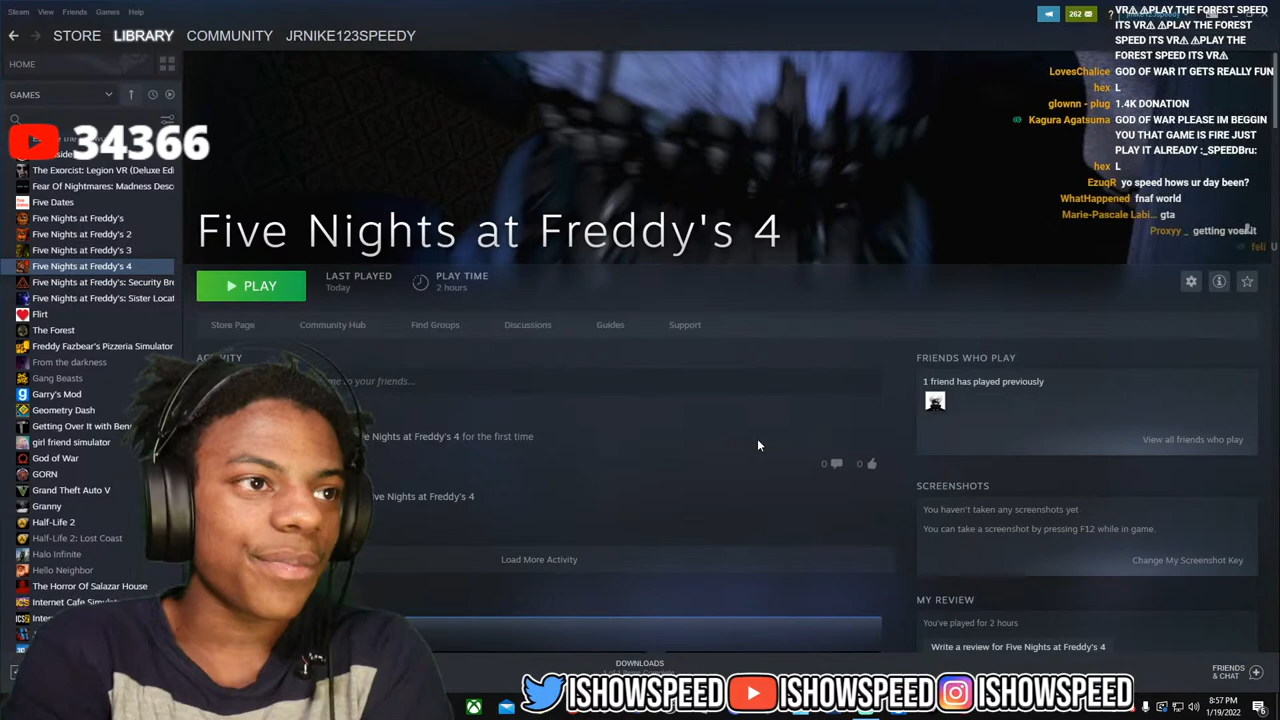 Steam View Friends Games Help
262
STORE LIBRARY COMMUNITY JRNIKE123SPEEDY
HOME
GAMES
34366
The Exorcist: Legion VR (Deluxe Edi
Fear Of Nightmares: Madness Desc
Five Dates
Five Nights at Freddy's
Five Nights at Freddy's 2
Five Nights at Freddy's 3
Five Nights at Freddy's 4
Five Nights at Freddy's: Security Bre
Five Nights at Freddy's: Sister Locat
Flirt
The Forest
Freddy Fazbear's Pizzeria Simulator
From the darkness
Gang Beasts
Garry's Mod
Geometry Dash
Getting Over It with Benn
girl friend simulator
God of War
GORN
Grand Theft Auto V
Granny
Half-Life 2
Half-Life 2: Lost Coast
Halo Infinite
Hello Neighbor
The Horror Of Salazar House
Internet Cafe Simulat
Five Nights at Freddy's 4
PLAY
LAST PLAYED
Today
PLAY TIME
2 hours
Store Page Community Hub Find Groups Discussions Guides Support
ACTIVITY
to your friends...
Nights at Freddy's 4 for the first time
0 0
Nights at Freddy's 4
Load More Activity
FRIENDS WHO PLAY
1 friend has played previously
View all friends who play
SCREENSHOTS
You haven't taken any screenshots yet
You can take a screenshot by pressing F12 while in game.
Change My Screenshot Key
MY REVIEW
You've played for 2 hours
Write a review for Five Nights at Freddy's 4
VR⚠ ⚠PLAY THE FOREST SPEED
ITS VR⚠ ⚠PLAY THE FOREST
SPEED ITS VR⚠ ⚠PLAY THE
FOREST SPEED ITS VR⚠
LovesChalice GOD OF WAR IT GETS REALLY FUN
hex L
glownn - plug 1.4K DONATION
Kagura Agatsuma GOD OF WAR PLEASE IM BEGGIN
YOU THAT GAME IS FIRE JUST
PLAY IT ALREADY :_SPEEDBru:
hex L
EzuqR yo speed hows ur day been?
WhatHappened fnaf world
Marie-Pascale Labi... gta
Proxyy _ getting
DOWNLOADS
FRIENDS
& CHAT
ISHOWSPEED ISHOWSPEED ISHOWSPEED
8:57 PM
1/19/2022